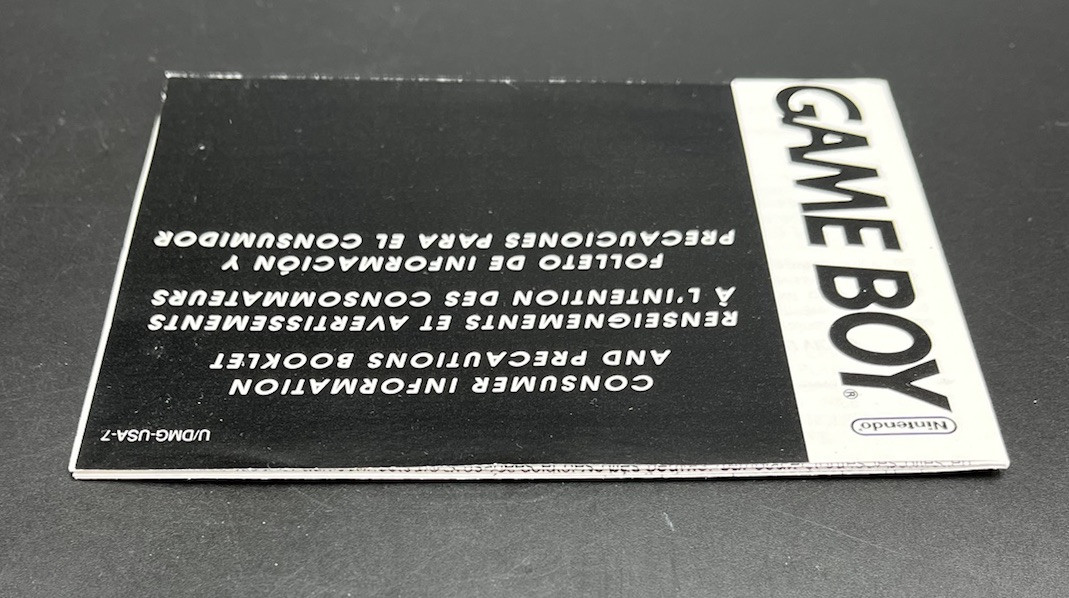 Nintendo
GAME BOY®
U/DMG-USA-7
CONSUMER INFORMATION
AND PRECAUTIONS BOOKLET
RENSEIGNEMENTS ET AVERTISSEMENTS
À L'INTENTION DES CONSOMMATEURS
FOLLETO DE INFORMACIÓN Y
PRECAUCIONES PARA EL CONSUMIDOR